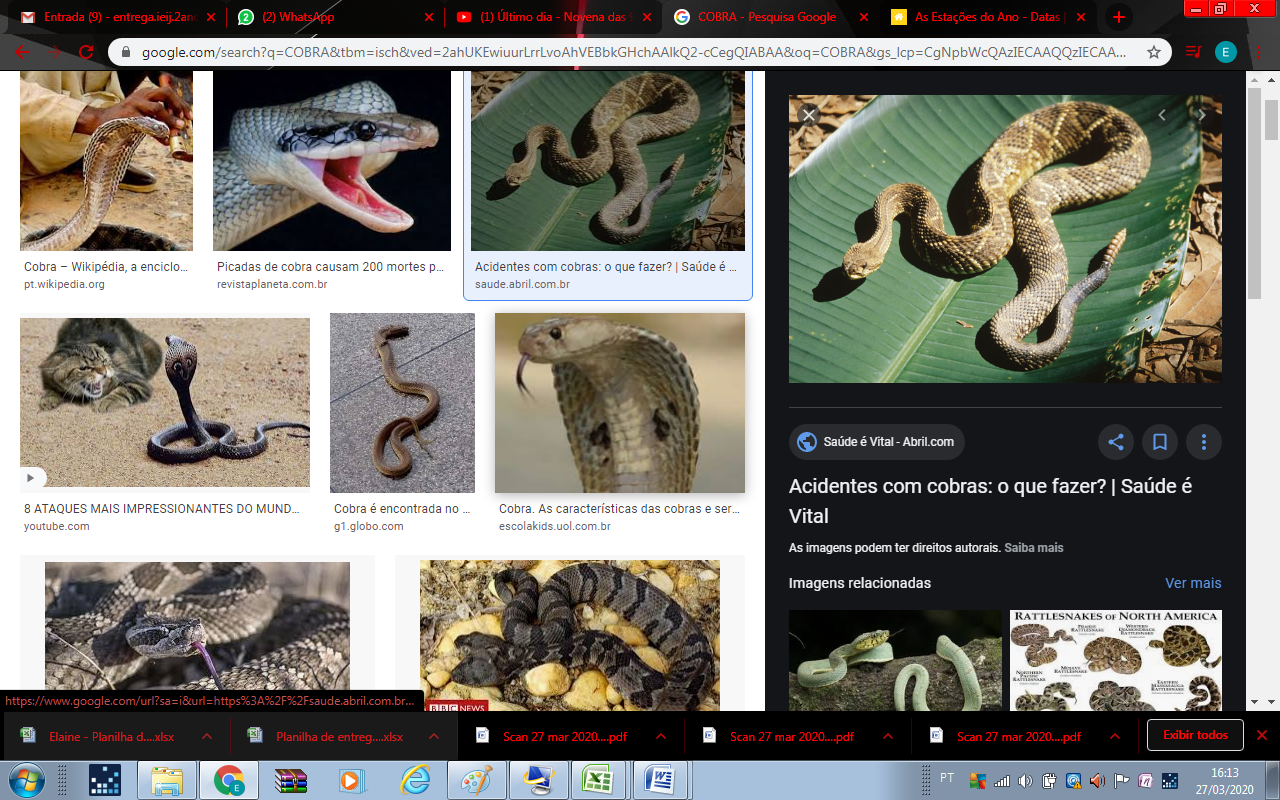 Entrada (9) - entrega.ieij.2an
(2) WhatsApp
(1) Último dia - Novena das S
COBRA - Pesquisa Google
As Estações do Ano - Datas
google.com/search?q=COBRA&tbm=isch&ved=2ahUKEwiuurLrrLvoAhVEBbkGHchAAlkQ2-cCegQIABAA&oq=COBRA&gs_lcp=CgNpbWcQAzIECAAQQzIECAA...
E
Cobra – Wikipédia, a enciclo...
pt.wikipedia.org
Picadas de cobra causam 200 mortes p...
revistaplaneta.com.br
Acidentes com cobras: o que fazer? | Saúde é ...
saude.abril.com.br
8 ATAQUES MAIS IMPRESSIONANTES DO MUND...
youtube.com
Cobra é encontrada no ...
g1.globo.com
Cobra. As características das cobras e ser...
escolakids.uol.com.br
BBC NEWS
Saúde é Vital - Abril.com
Acidentes com cobras: o que fazer? | Saúde é
Vital
As imagens podem ter direitos autorais. Saiba mais
Imagens relacionadas
Ver mais
RATTLESNAKES OF NORTH AMERICA
https://www.google.com/url?sa=i&url=https%3A%2F%2Fsaude.abril.com.br...
Elaine - Planilha d....xlsx
Planilha de entreg....xlsx
Scan 27 mar 2020....pdf
Scan 27 mar 2020....pdf
Scan 27 mar 2020....pdf
Exibir todos
PT
16:13
27/03/2020